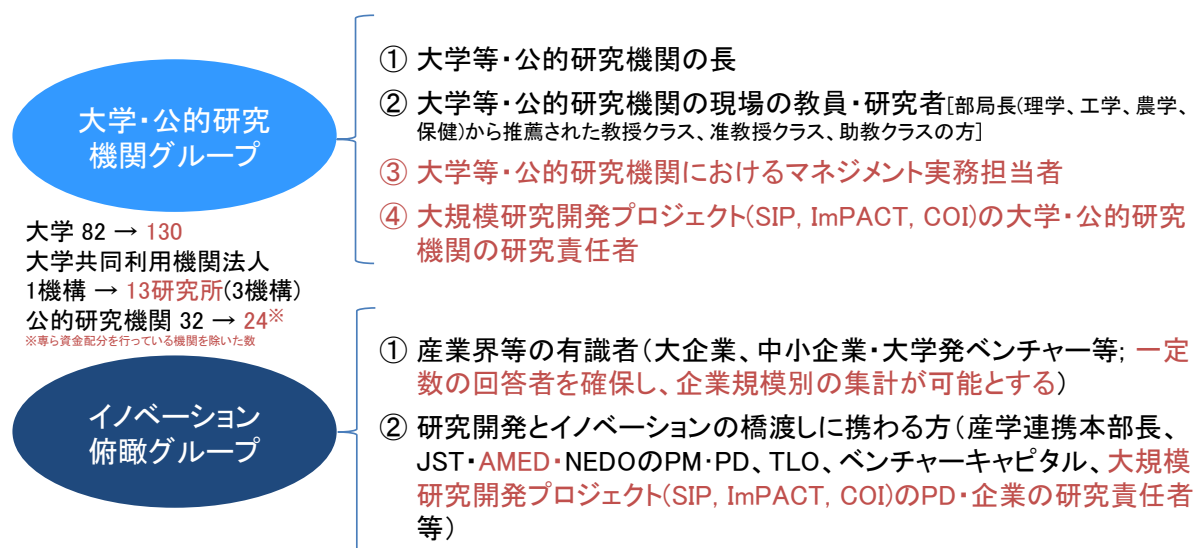 大学・公的研究
機関グループ
大学 82 → 130
大学共同利用機関法人
1機構 → 13研究所(3機構)
公的研究機関 32 → 24※
※専ら資金配分を行っている機関を除いた数
① 大学等・公的研究機関の長
② 大学等・公的研究機関の現場の教員・研究者[部局長(理学、工学、農学、
保健)から推薦された教授クラス、准教授クラス、助教クラスの方]
③ 大学等・公的研究機関におけるマネジメント実務担当者
④ 大規模研究開発プロジェクト(SIP, ImPACT, COI)の大学・公的研究
機関の研究責任者
イノベーション
俯瞰グループ
① 産業界等の有識者（大企業、中小企業・大学発ベンチャー等; 一定
数の回答者を確保し、企業規模別の集計が可能とする）
② 研究開発とイノベーションの橋渡しに携わる方（産学連携本部長、
JST・AMED・NEDOのPM・PD、TLO、ベンチャーキャピタル、大規模
研究開発プロジェクト(SIP, ImPACT, COI)のPD・企業の研究責任者
等）